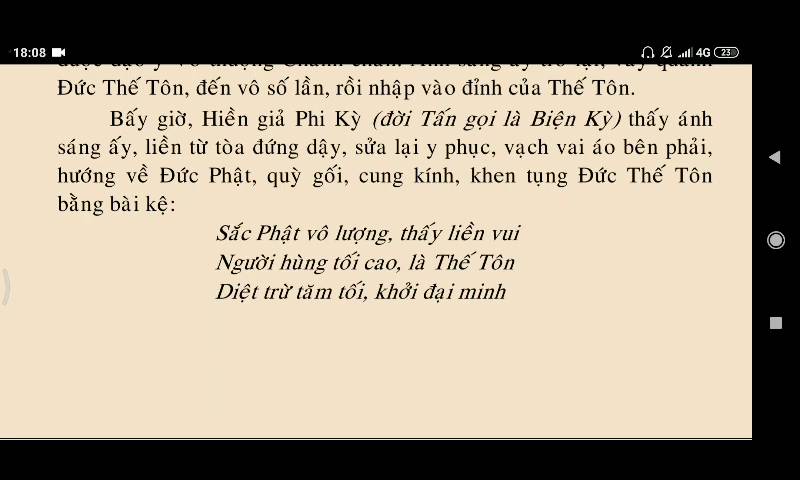 18:08
4G 23
Đức Thế Tôn, đến vô số lần, rồi nhập vào đỉnh của Thế Tôn.
Bấy giờ, Hiền giả Phi Kỳ (đời Tấn gọi là Biện Kỳ) thấy ánh
sáng ấy, liền từ tòa đứng dậy, sửa lại y phục, vạch vai áo bên phải,
hướng về Đức Phật, quỳ gối, cung kính, khen tụng Đức Thế Tôn
bằng bài kệ:
Sắc Phật vô lượng, thấy liền vui
Người hùng tối cao, là Thế Tôn
Diệt trừ tăm tối, khởi đại minh